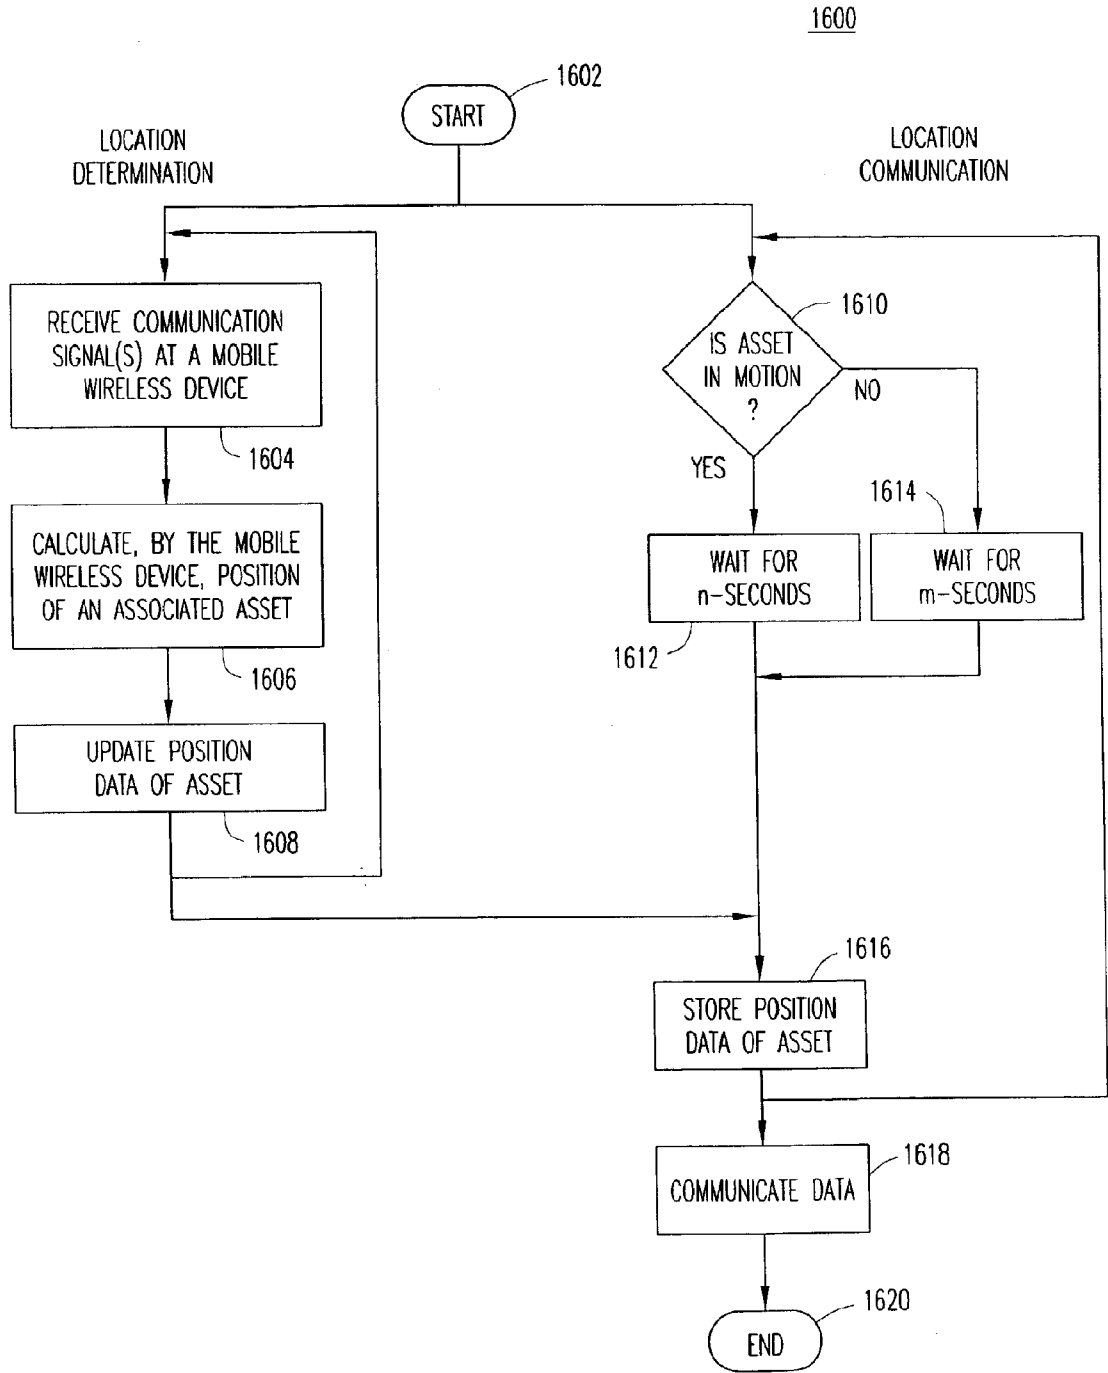 1600
1602
START
LOCATION
DETERMINATION
LOCATION
COMMUNICATION
RECEIVE COMMUNICATION
SIGNAL(S) AT A MOBILE
WIRELESS DEVICE
1604
CALCULATE, BY THE MOBILE
WIRELESS DEVICE, POSITION
OF AN ASSOCIATED ASSET
1606
UPDATE POSITION
DATA OF ASSET
1608
1610
IS ASSET
IN MOTION
?
NO
YES
1614
WAIT FOR
n-SECONDS
1612
WAIT FOR
m-SECONDS
1616
STORE POSITION
DATA OF ASSET
1618
COMMUNICATE DATA
1620
END